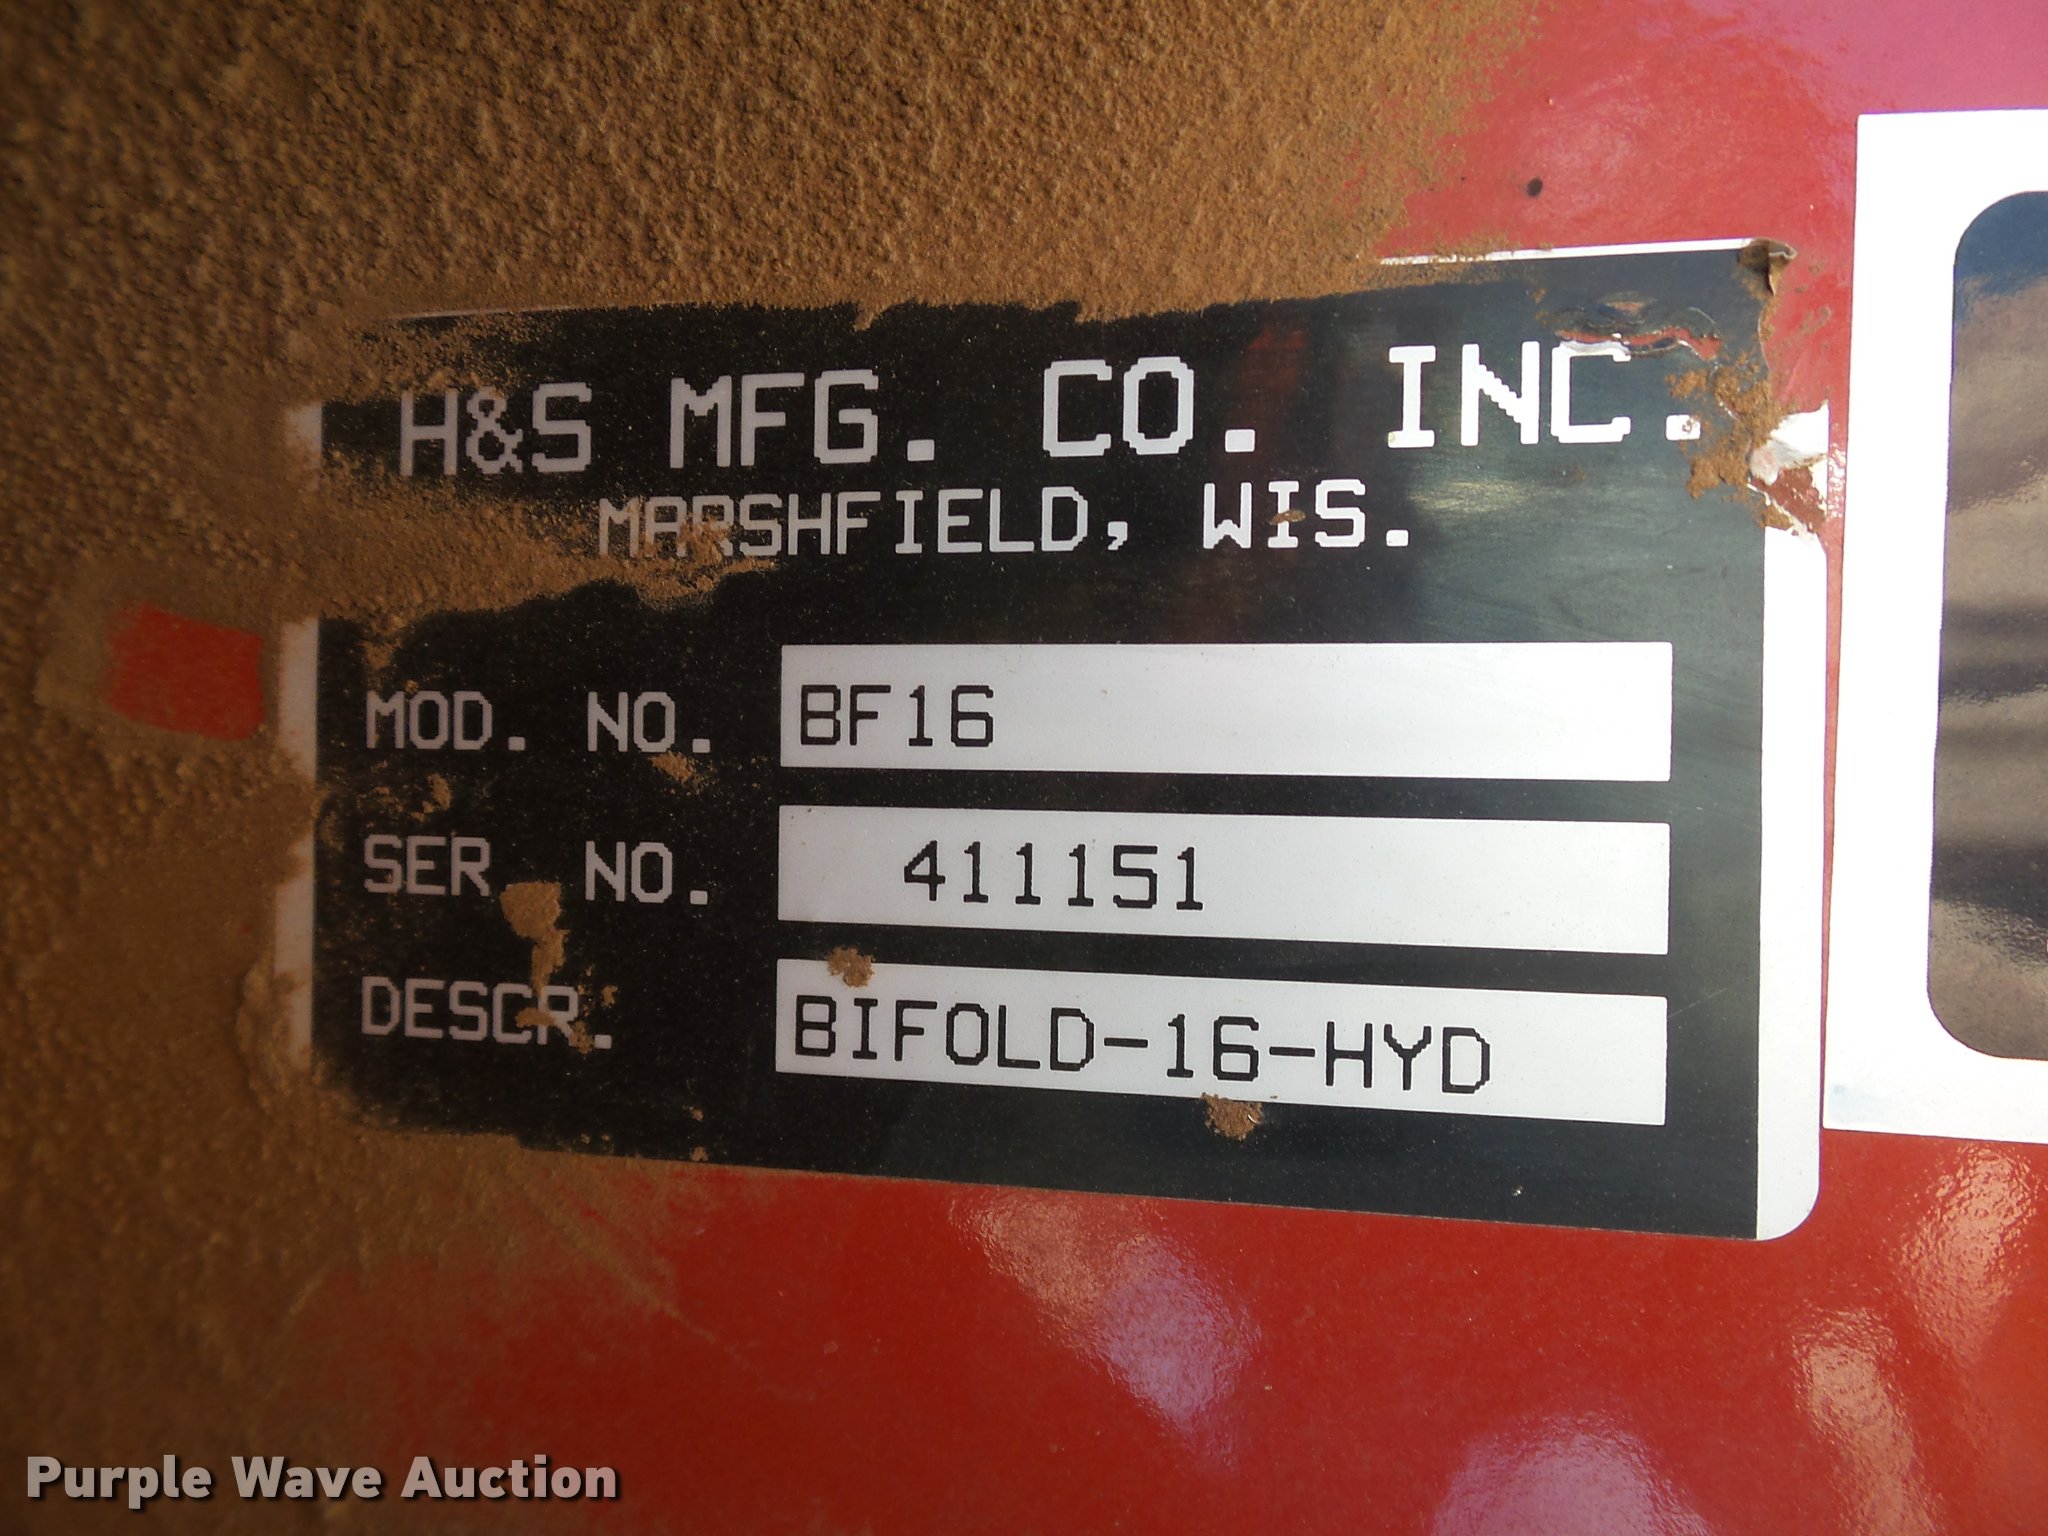 H&S MFG. CO. INC.
MARSHFIELD, WIS.
MOD. NO. BF16
SER NO. 411151
DESCR. BIFOLD-16-HYD
Purple Wave Auction